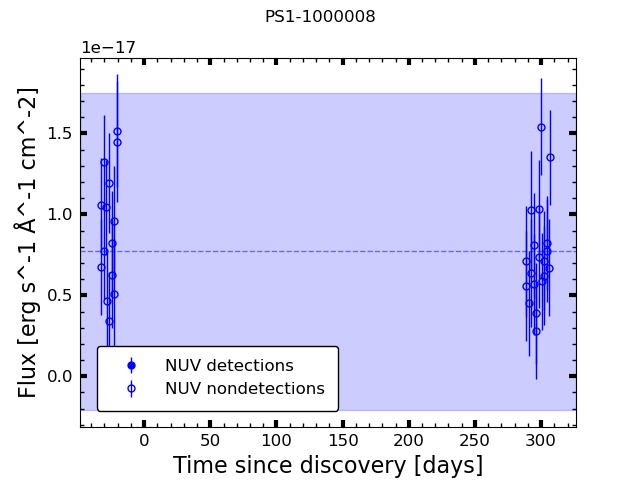 PS1-1000008
1e−17
Flux [erg s^-1 Å^-1 cm^-2]
1.5
1.0
0.5
0.0
NUV detections
NUV nondetections
0 50 100 150 200 250 300
Time since discovery [days]